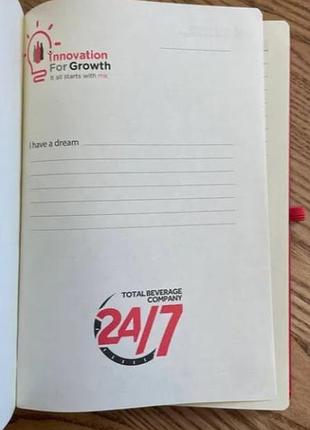 Innovation
For Growth
It all starts with me.
I have a dream
TOTAL BEVERAGE
COMPANY
24/7